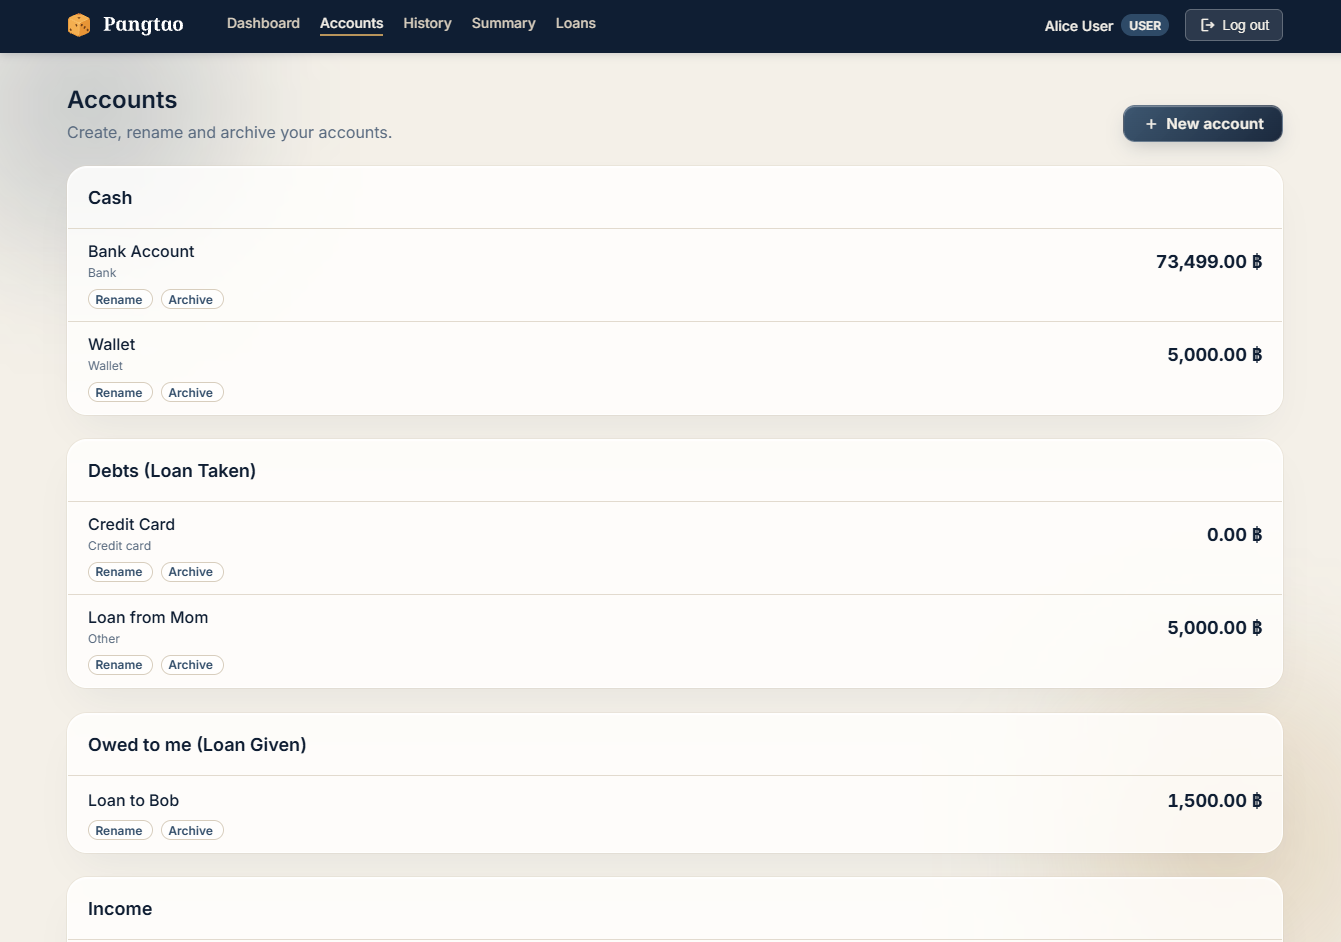 Pangtao
Dashboard Accounts History Summary Loans
Alice User USER Log out
Accounts
Create, rename and archive your accounts.
+ New account
Cash
Bank Account
Bank
73,499.00 ฿
Rename Archive
Wallet
Wallet
5,000.00 ฿
Rename Archive
Debts (Loan Taken)
Credit Card
Credit card
0.00 ฿
Rename Archive
Loan from Mom
Other
5,000.00 ฿
Rename Archive
Owed to me (Loan Given)
Loan to Bob
1,500.00 ฿
Rename Archive
Income